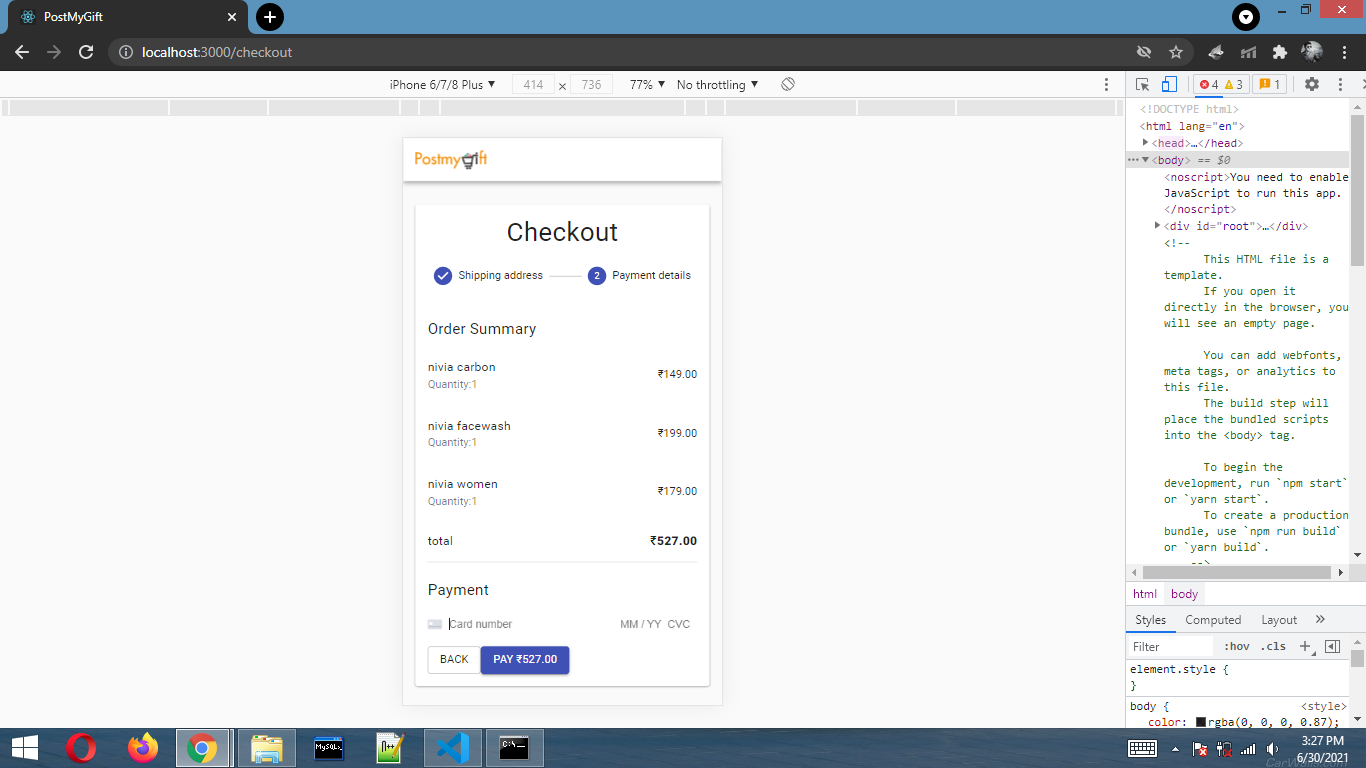 PostMyGift
localhost:3000/checkout
iPhone 6/7/8 Plus ▼ 414 × 736 77% ▼ No throttling ▼
4 3 1
Postmygift
Checkout
Shipping address 2 Payment details
Order Summary
nivia carbon ₹149.00
Quantity:1
nivia facewash ₹199.00
Quantity:1
nivia women ₹179.00
Quantity:1
total ₹527.00
Payment
Card number MM / YY CVC
BACK PAY ₹527.00
<!DOCTYPE html>
<html lang="en">
<head>…</head>
<body> == $0
<noscript>You need to enable
JavaScript to run this app.
</noscript>
<div id="root">…</div>
<!--
This HTML file is a
template.
If you open it
directly in the browser, you
will see an empty page.
You can add webfonts,
meta tags, or analytics to
this file.
The build step will
place the bundled scripts
into the <body> tag.
To begin the
development, run `npm start`
or `yarn start`.
To create a production
bundle, use `npm run build`
or `yarn build`.
-->
html body
Styles Computed Layout »
Filter :hov .cls +
element.style {
}
body { <style>
color: rgba(0, 0, 0, 0.87);
MySQL>
C:\_
3:27 PM
6/30/2021